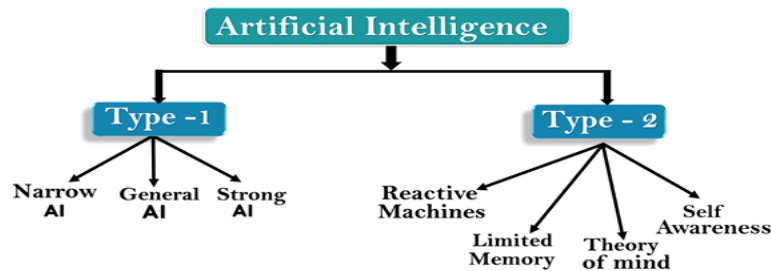 Artificial Intelligence
Type -1
Type - 2
Narrow
AI
General
AI
Strong
AI
Reactive
Machines
Limited
Memory
Theory
of mind
Self
Awareness